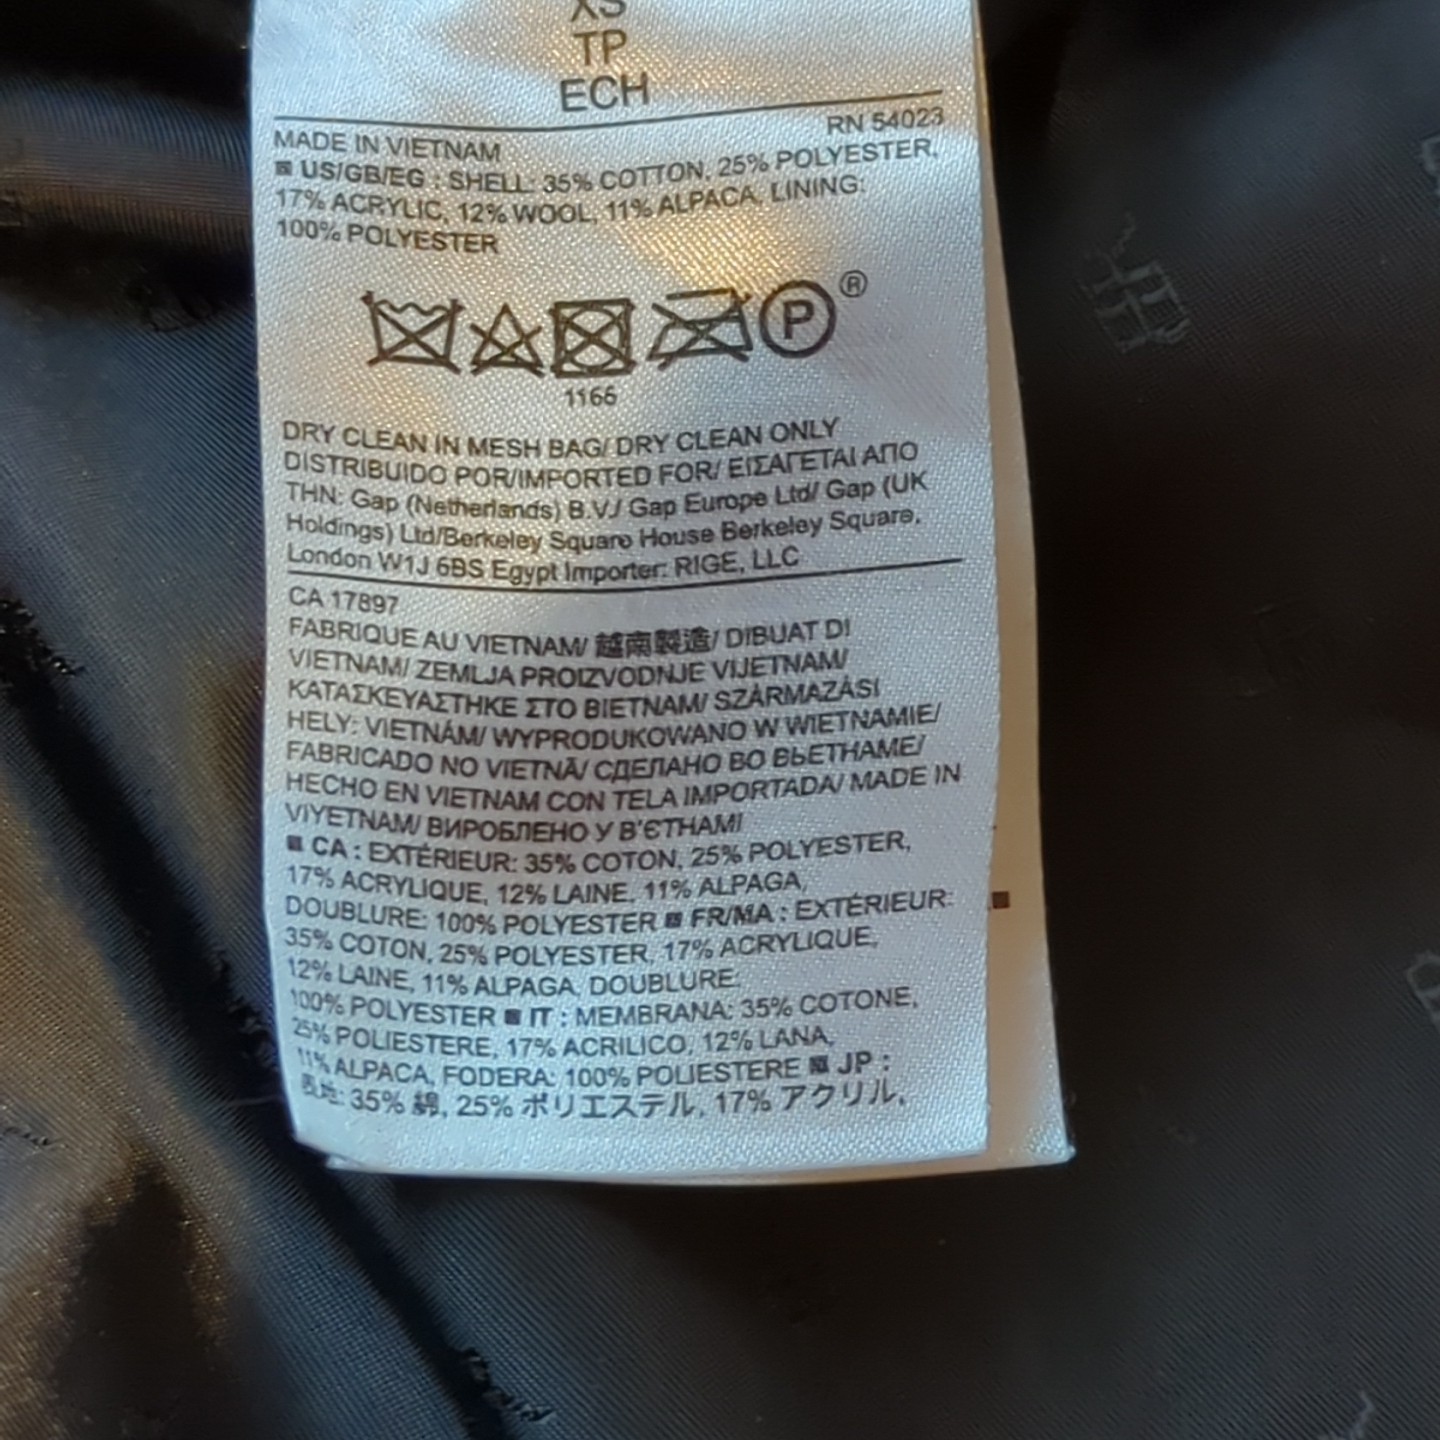 XS
TP
ECH
RN 54023
MADE IN VIETNAM
US/GB/EG : SHELL: 35% COTTON, 25% POLYESTER,
17% ACRYLIC, 12% WOOL, 11% ALPACA, LINING:
100% POLYESTER
P®
1166
DRY CLEAN IN MESH BAG/ DRY CLEAN ONLY
DISTRIBUIDO POR/IMPORTED FOR/ ΕΙΣΑΓΕΤΑΙ ΑΠΟ
THN: Gap (Netherlands) B.V./ Gap Europe Ltd/ Gap (UK
Holdings) Ltd/Berkeley Square House Berkeley Square,
London W1J 6BS Egypt Importer: RIGE, LLC
CA 17897
FABRIQUE AU VIETNAM/ 越南製造/ DIBUAT DI
VIETNAM/ ZEMLJA PROIZVODNJE VIJETNAM/
ΚΑΤΑΣΚΕΥΑΣΤΗΚΕ ΣΤΟ ΒΙΕΤΝΑΜ/ SZÁRMAZÁSI
HELY: VIETNÁM/ WYPRODUKOWANO W WIETNAMIE/
FABRICADO NO VIETNÃ/ СДЕЛАНО ВО ВЬЕТНАМЕ/
HECHO EN VIETNAM CON TELA IMPORTADA/ MADE IN
VIYETNAM/ ВИРОБЛЕНО У В'ЄТНАМІ
CA : EXTÉRIEUR: 35% COTON, 25% POLYESTER,
17% ACRYLIQUE, 12% LAINE, 11% ALPAGA,
DOUBLURE: 100% POLYESTER ■ FR/MA : EXTÉRIEUR:
35% COTON, 25% POLYESTER, 17% ACRYLIQUE,
12% LAINE, 11% ALPAGA, DOUBLURE:
100% POLYESTER ■ IT : MEMBRANA: 35% COTONE,
25% POLIESTERE, 17% ACRILICO, 12% LANA,
11% ALPACA, FODERA: 100% POLIESTERE ■ JP :
表地: 35% 綿, 25% ポリエステル, 17% アクリル,